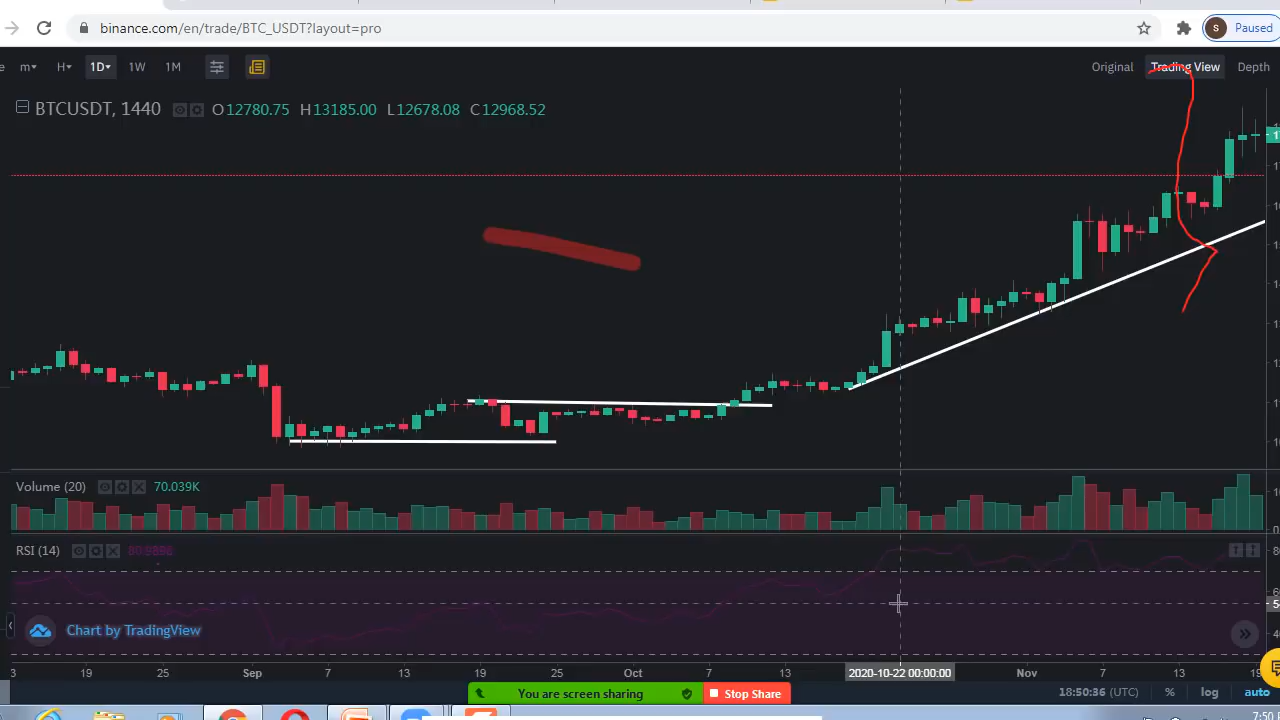 binance.com/en/trade/BTC_USDT?layout=pro
S
Paused
m H 1D 1W 1M
Original Trading View Depth
BTCUSDT, 1440 O12780.75 H13185.00 L12678.08 C12968.52
Volume (20) 70.039K
RSI (14) 80.9896
Chart by TradingView
19 25 Sep 7 13 19 25 Oct 7 13 2020-10-22 00:00:00 Nov 7 13 19
18:50:36 (UTC) % log auto
You are screen sharing Stop Share